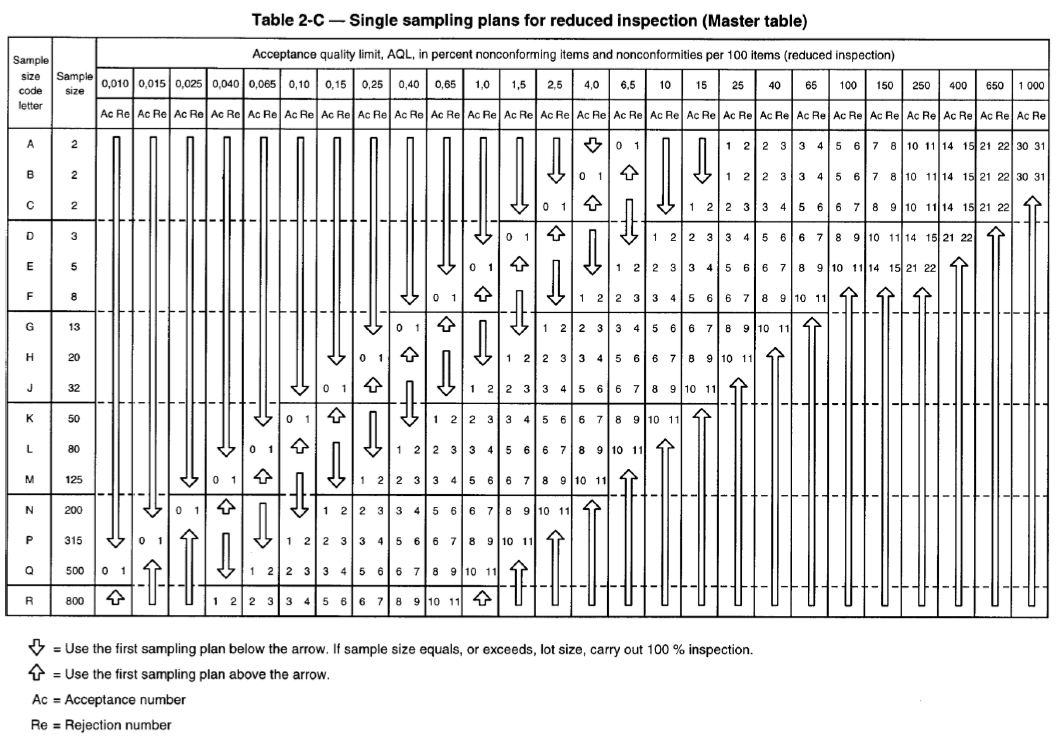 Table 2-C — Single sampling plans for reduced inspection (Master table)
Sample size code letter
Sample size
Acceptance quality limit, AQL, in percent nonconforming items and nonconformities per 100 items (reduced inspection)
0,010 0,015 0,025 0,040 0,065 0,10 0,15 0,25 0,40 0,65 1,0 1,5 2,5 4,0 6,5 10 15 25 40 65 100 150 250 400 650 1 000
Ac Re Ac Re Ac Re Ac Re Ac Re Ac Re Ac Re Ac Re Ac Re Ac Re Ac Re Ac Re Ac Re Ac Re Ac Re Ac Re Ac Re Ac Re Ac Re Ac Re Ac Re Ac Re Ac Re Ac Re Ac Re Ac Re
A 2 0 1 1 2 2 3 3 4 5 6 7 8 10 11 14 15 21 22 30 31
B 2 0 1 1 2 2 3 3 4 5 6 7 8 10 11 14 15 21 22 30 31
C 2 0 1 1 2 2 3 3 4 5 6 6 7 8 9 10 11 14 15 21 22
D 3 0 1 1 2 2 3 3 4 5 6 6 7 8 9 10 11 14 15 21 22
E 5 0 1 1 2 2 3 3 4 5 6 6 7 8 9 10 11 14 15 21 22
F 8 0 1 1 2 2 3 3 4 5 6 6 7 8 9 10 11
G 13 0 1 1 2 2 3 3 4 5 6 6 7 8 9 10 11
H 20 0 1 1 2 2 3 3 4 5 6 6 7 8 9 10 11
J 32 0 1 1 2 2 3 3 4 5 6 6 7 8 9 10 11
K 50 0 1 1 2 2 3 3 4 5 6 6 7 8 9 10 11
L 80 0 1 1 2 2 3 3 4 5 6 6 7 8 9 10 11
M 125 0 1 1 2 2 3 3 4 5 6 6 7 8 9 10 11
N 200 0 1 1 2 2 3 3 4 5 6 6 7 8 9 10 11
P 315 0 1 1 2 2 3 3 4 5 6 6 7 8 9 10 11
Q 500 0 1 1 2 2 3 3 4 5 6 6 7 8 9 10 11
R 800 1 2 2 3 3 4 5 6 6 7 8 9 10 11
= Use the first sampling plan below the arrow. If sample size equals, or exceeds, lot size, carry out 100 % inspection.
= Use the first sampling plan above the arrow.
Ac = Acceptance number
Re = Rejection number